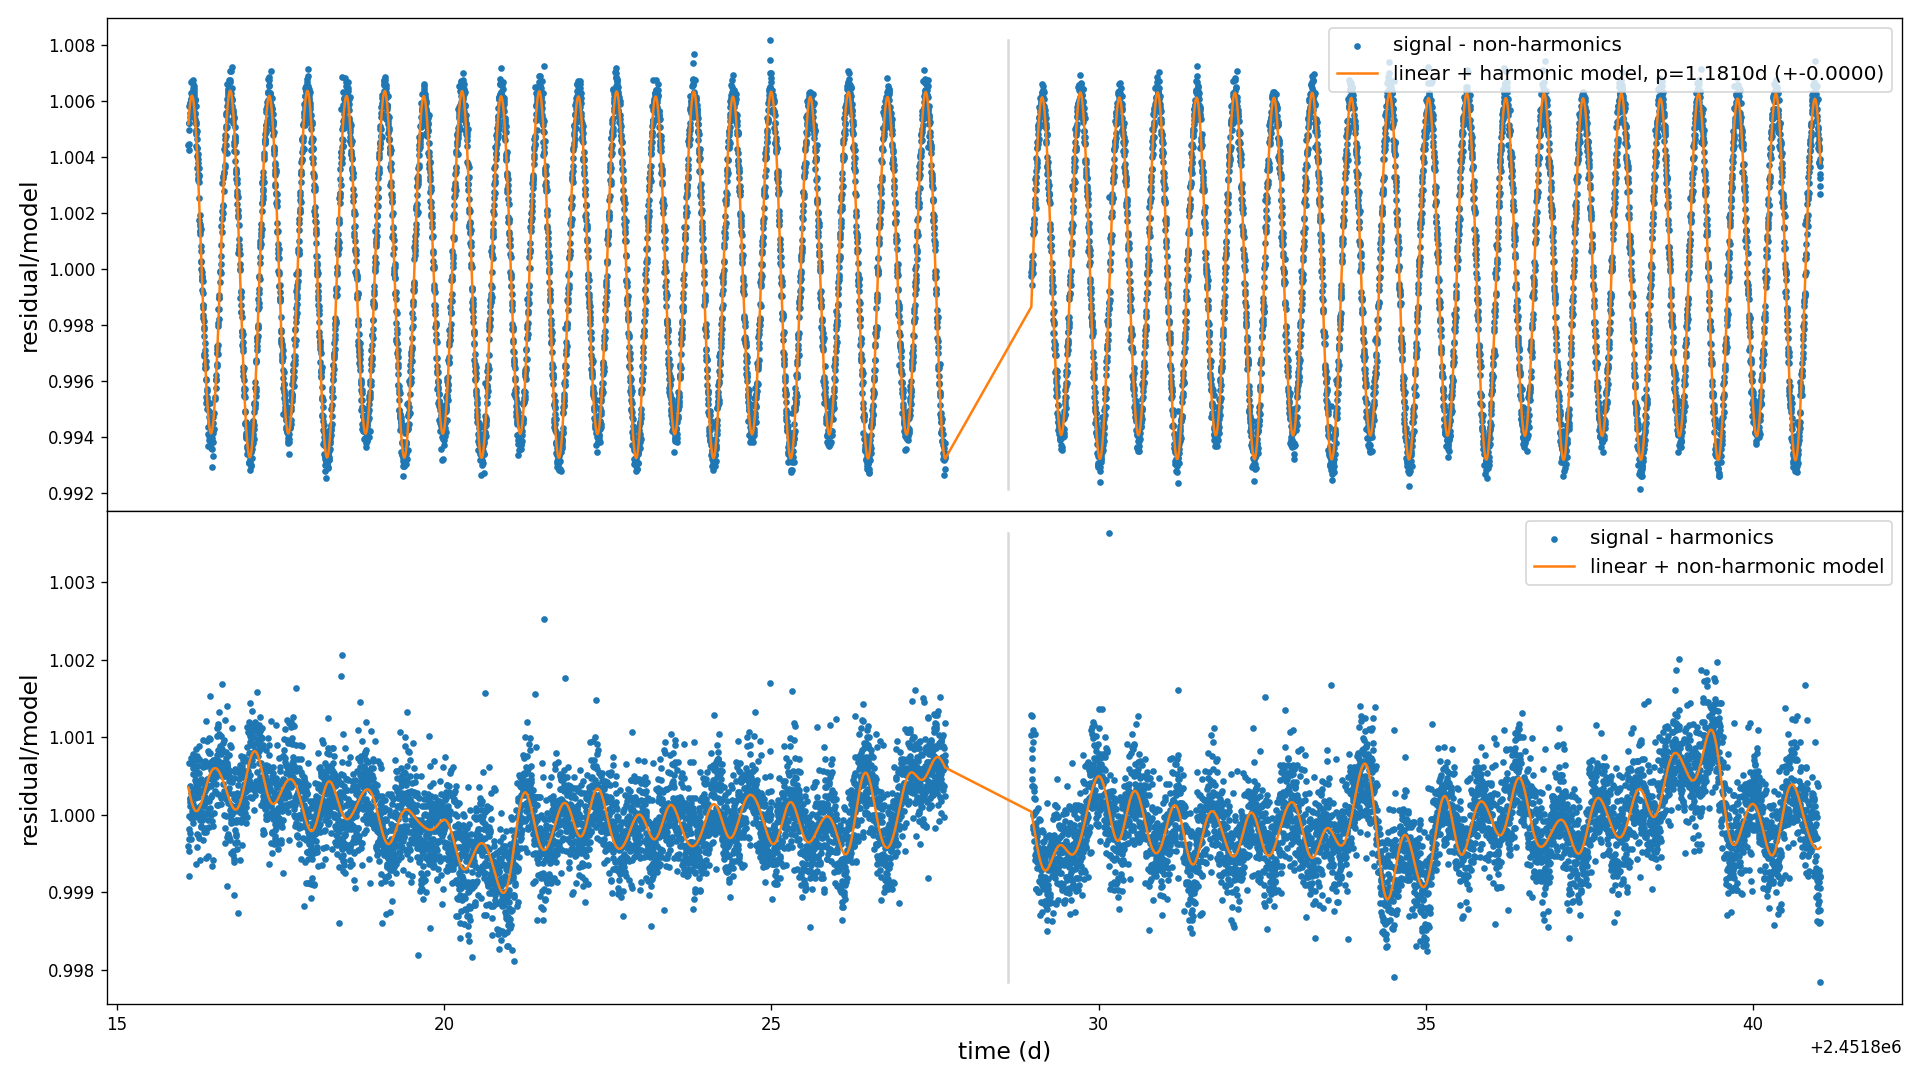 1.008
1.006
1.004
1.002
1.000
0.998
0.996
0.994
0.992
residual/model
signal - non-harmonics
linear + harmonic model, p=1.1810d (+-0.0000)
1.003
1.002
1.001
1.000
0.999
0.998
residual/model
signal - harmonics
linear + non-harmonic model
15 20 25 30 35 40
time (d)
+2.4518e6